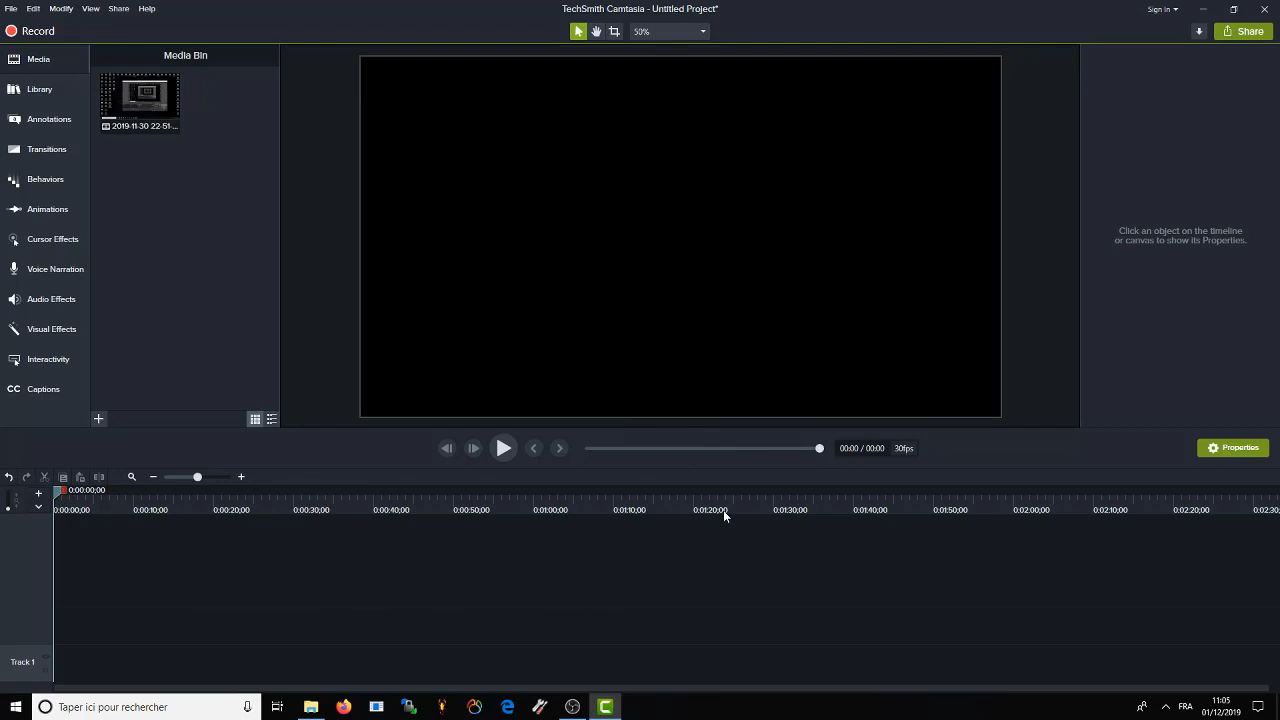 File Edit Modify View Share Help
TechSmith Camtasia - Untitled Project*
Sign In
Record
50%
Share
Media
Library
Annotations
Transitions
Behaviors
Animations
Cursor Effects
Voice Narration
Audio Effects
Visual Effects
Interactivity
CC Captions
Media Bin
2019-11-30 22-51-...
Click an object on the timeline
or canvas to show its Properties.
00:00 / 00:00 30fps
Properties
0:00:00;00
0:00:00;00 0:00:10;00 0:00:20;00 0:00:30;00 0:00:40;00 0:00:50;00 0:01:00;00 0:01:10;00 0:01:20;00 0:01:30;00 0:01:40;00 0:01:50;00 0:02:00;00 0:02:10;00 0:02:20;00 0:02:30;
Track 1
Taper ici pour rechercher
FRA
11:05
01/12/2019